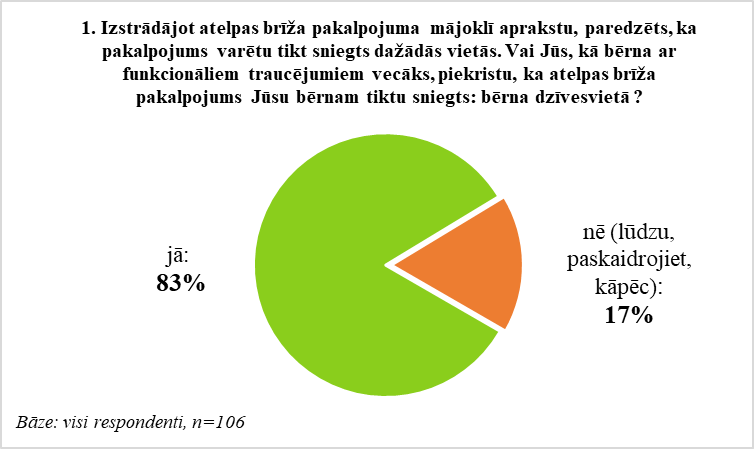 1. Izstrādājot atelpas brīža pakalpojuma mājoklī aprakstu, paredzēts, ka
pakalpojums varētu tikt sniegts dažādās vietās. Vai Jūs, kā bērna ar
funkcionāliem traucējumiem vecāks, piekristu, ka atelpas brīža
pakalpojums Jūsu bērnam tiktu sniegts: bērna dzīvesvietā ?
jā:
83%
nē (lūdzu,
paskaidrojiet,
kāpēc):
17%
Bāze: visi respondenti, n=106